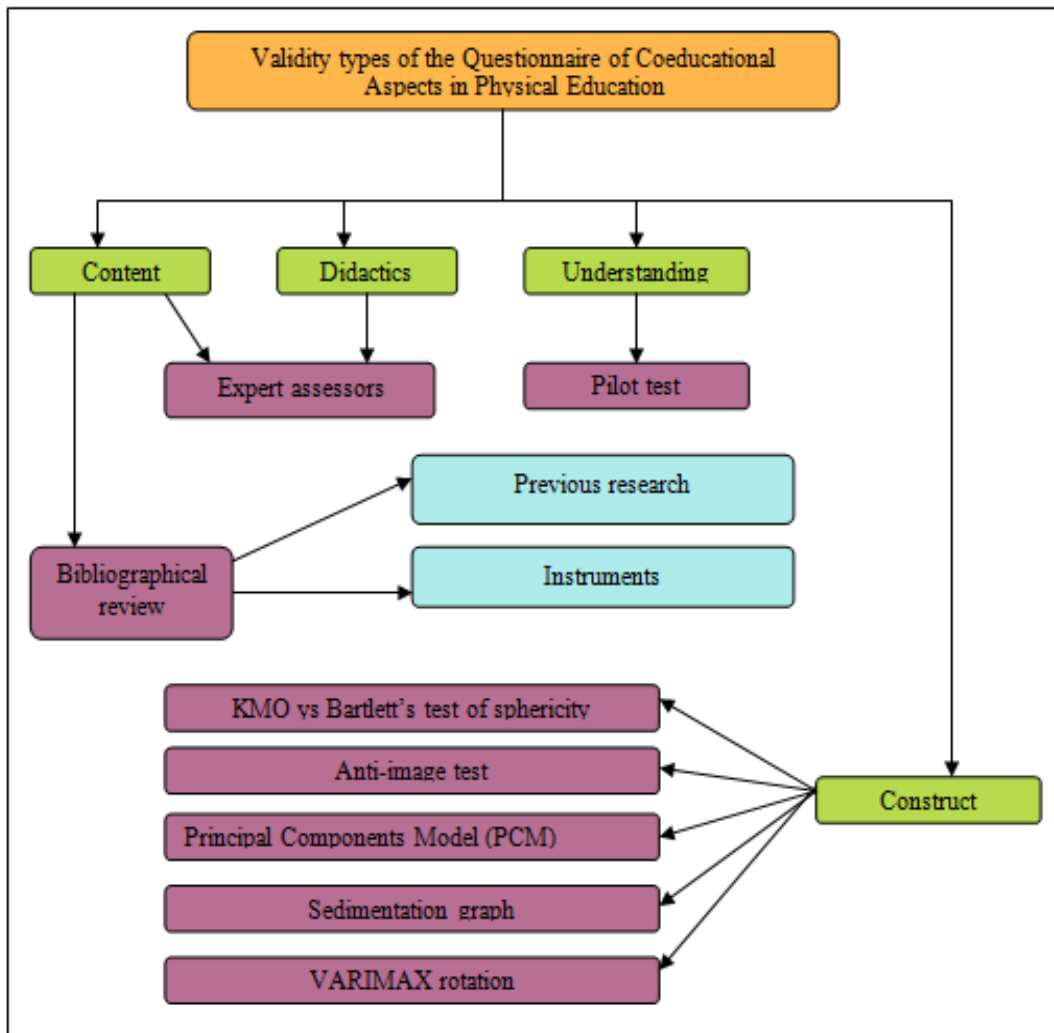 Validity types of the Questionnaire of Coeducational
Aspects in Physical Education
Content
Didactics
Understanding
Expert assessors
Pilot test
Previous research
Bibliographical
review
Instruments
KMO ys Bartlett’s test of sphericity
Anti-image test
Principal Components Model (PCM)
Construct
Sedimentation graph
VARIMAX rotation